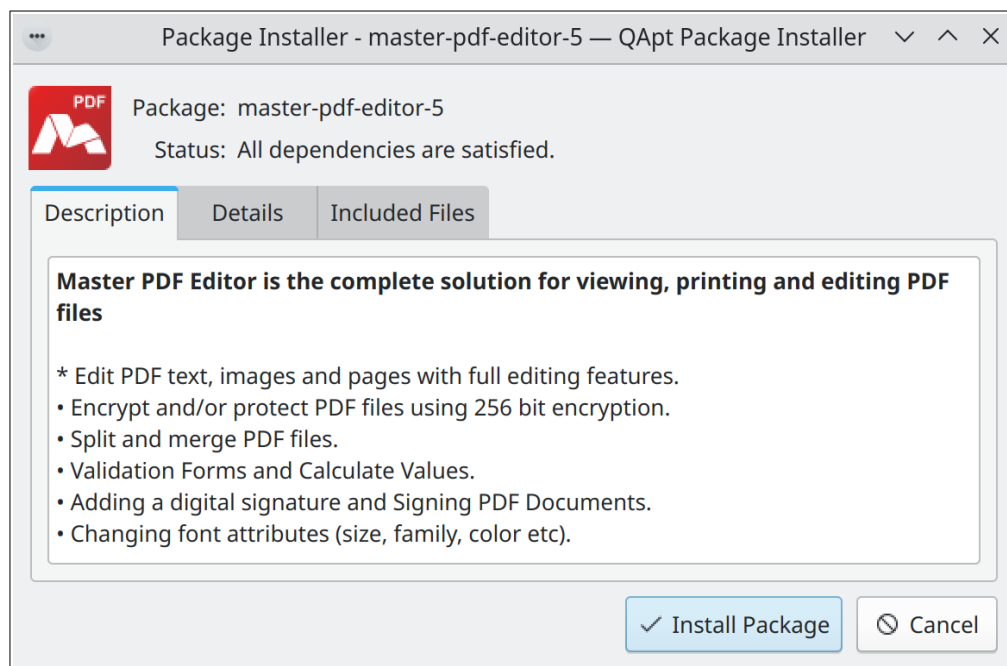 Package Installer - master-pdf-editor-5 — QApt Package Installer
PDF
Package: master-pdf-editor-5
Status: All dependencies are satisfied.
Description Details Included Files
Master PDF Editor is the complete solution for viewing, printing and editing PDF
files
* Edit PDF text, images and pages with full editing features.
• Encrypt and/or protect PDF files using 256 bit encryption.
• Split and merge PDF files.
• Validation Forms and Calculate Values.
• Adding a digital signature and Signing PDF Documents.
• Changing font attributes (size, family, color etc).
Install Package Cancel